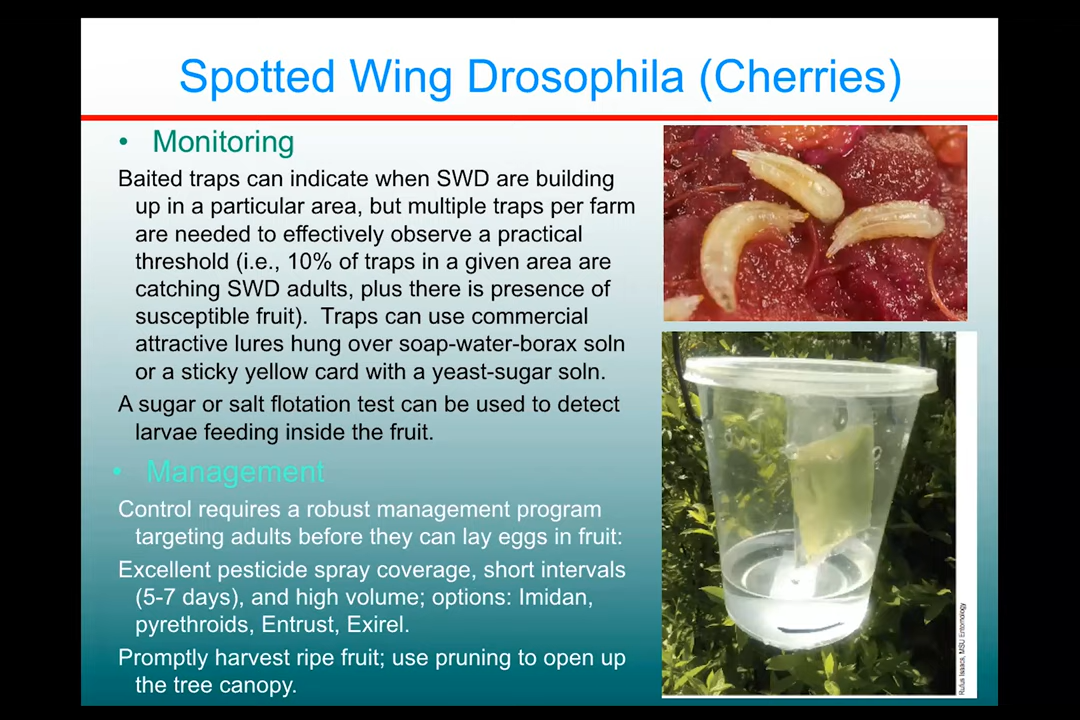 Spotted Wing Drosophila (Cherries)
• Monitoring
Baited traps can indicate when SWD are building
up in a particular area, but multiple traps per farm
are needed to effectively observe a practical
threshold (i.e., 10% of traps in a given area are
catching SWD adults, plus there is presence of
susceptible fruit).  Traps can use commercial
attractive lures hung over soap-water-borax soln
or a sticky yellow card with a yeast-sugar soln.
A sugar or salt flotation test can be used to detect
larvae feeding inside the fruit.
• Management
Control requires a robust management program
targeting adults before they can lay eggs in fruit:
Excellent pesticide spray coverage, short intervals
(5-7 days), and high volume; options: Imidan,
pyrethroids, Entrust, Exirel.
Promptly harvest ripe fruit; use pruning to open up
the tree canopy.
Rufus Isaacs, MSU Entomology